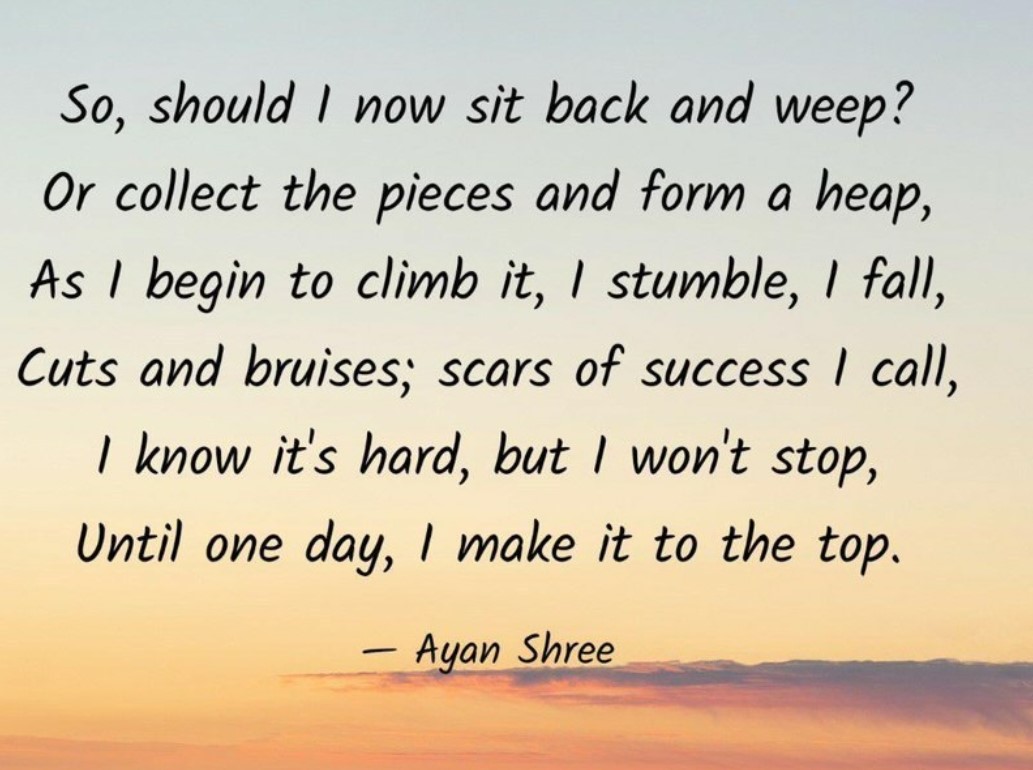 So, should I now sit back and weep?
Or collect the pieces and form a heap,
As I begin to climb it, I stumble, I fall,
Cuts and bruises; scars of success I call,
I know it's hard, but I won't stop,
Until one day, I make it to the top.
— Ayan Shree